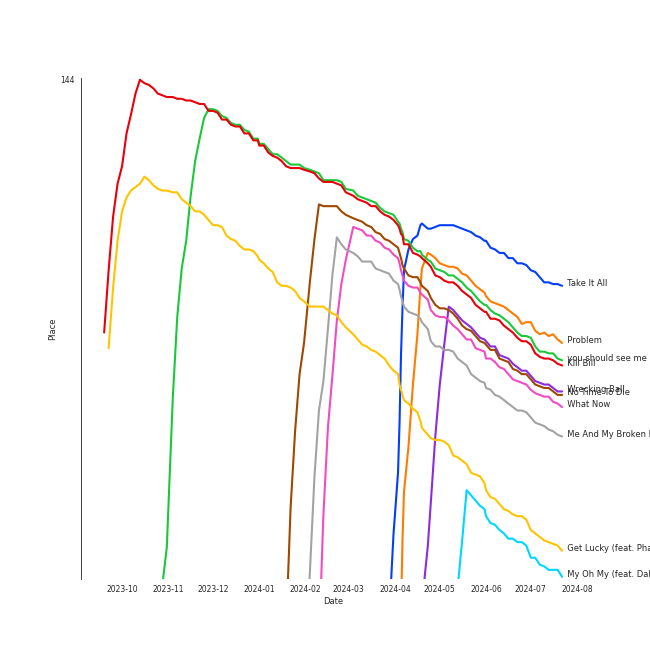 144
Place
Take It All
Problem
you should see me
Kill Bill
Wrecking Ball
No Time To Die
What Now
Me And My Broken
Get Lucky (feat. Pha
My Oh My (feat. Dab
2023-10 2023-11 2023-12 2024-01 2024-02 2024-03 2024-04 2024-05 2024-06 2024-07 2024-08
Date